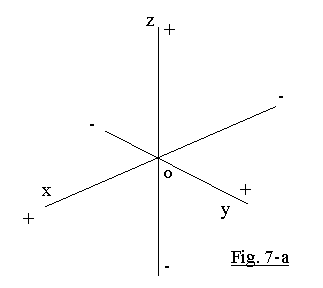 z +
- -
x o
+ y +
-
Fig. 7-a